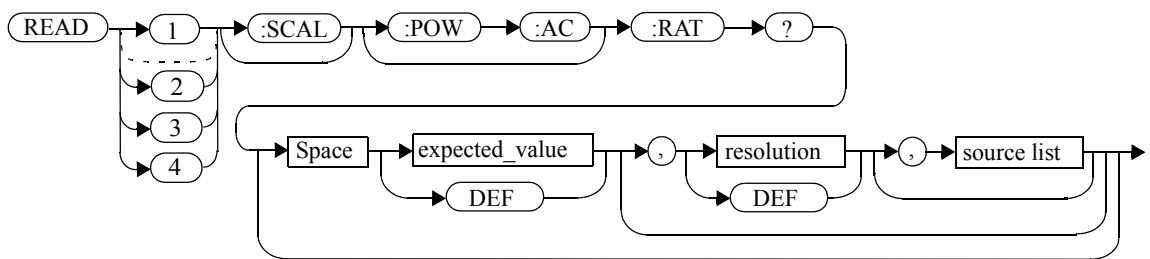 READ 1 :SCAL :POW :AC :RAT ?
2
3
4
Space expected_value , resolution , source list
DEF DEF